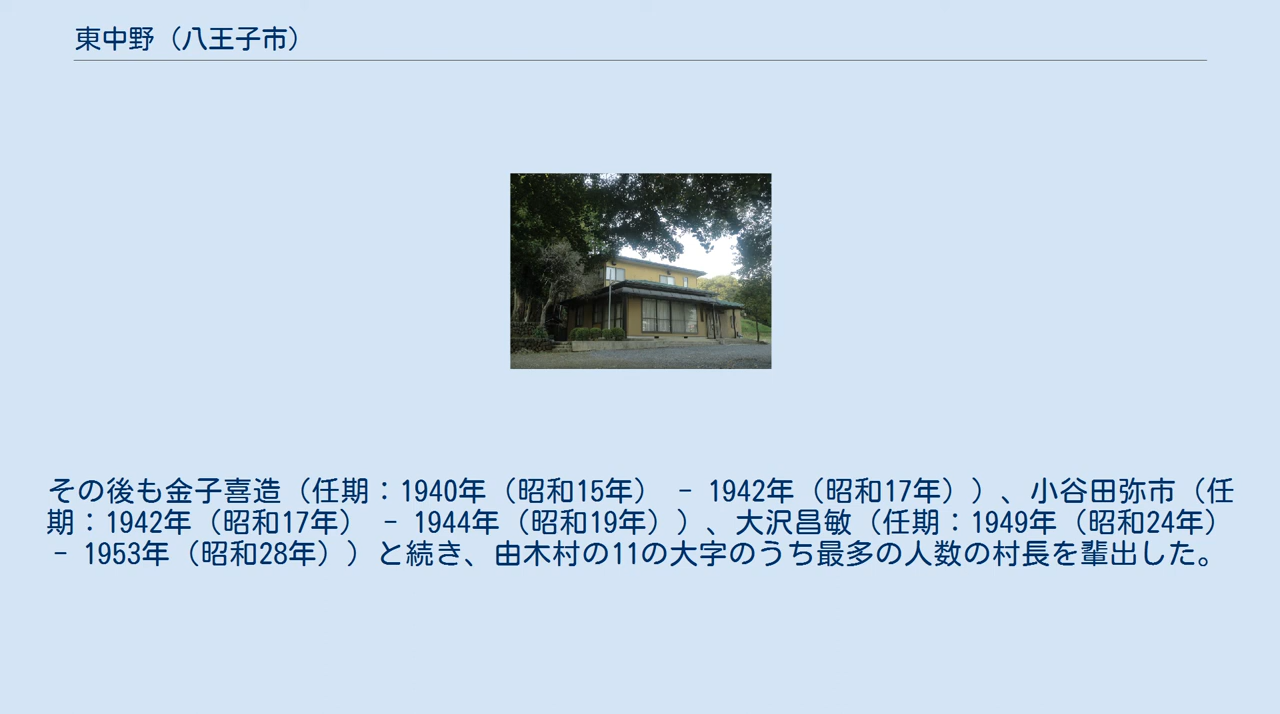 東中野（八王子市）
その後も金子喜造（任期：1940年（昭和15年） － 1942年（昭和17年））、小谷田弥市（任
期：1942年（昭和17年） － 1944年（昭和19年））、大沢昌敏（任期：1949年（昭和24年）
－ 1953年（昭和28年））と続き、由木村の11の大字のうち最多の人数の村長を輩出した。